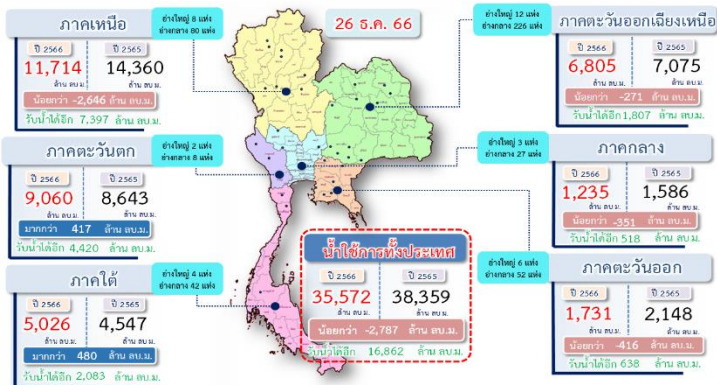 26 ธ.ค. 66
ภาคเหนือ
ปี 2566 ปี 2565
11,714 14,360
ล้าน ลบ.ม. ล้าน ลบ.ม.
น้อยกว่า -2,646 ล้าน ลบ.ม.
รับน้ำได้อีก 7,397 ล้าน ลบ.ม.
อ่างใหญ่ 8 แห่ง
อ่างกลาง 80 แห่ง
อ่างใหญ่ 12 แห่ง
อ่างกลาง 226 แห่ง
ภาคตะวันออกเฉียงเหนือ
ปี 2566 ปี 2565
6,805 7,075
ล้าน ลบ.ม. ล้าน ลบ.ม.
น้อยกว่า -271 ล้าน ลบ.ม.
รับน้ำได้อีก 1,807 ล้าน ลบ.ม.
ภาคตะวันตก
ปี 2566 ปี 2565
9,060 8,643
ล้าน ลบ.ม. ล้าน ลบ.ม.
มากกว่า 417 ล้าน ลบ.ม.
รับน้ำได้อีก 4,420 ล้าน ลบ.ม.
อ่างใหญ่ 2 แห่ง
อ่างกลาง 8 แห่ง
อ่างใหญ่ 3 แห่ง
อ่างกลาง 27 แห่ง
ภาคกลาง
ปี 2566 ปี 2565
1,235 1,586
ล้าน ลบ.ม. ล้าน ลบ.ม.
น้อยกว่า -351 ล้าน ลบ.ม.
รับน้ำได้อีก 518 ล้าน ลบ.ม.
ภาคใต้
ปี 2566 ปี 2565
5,026 4,547
ล้าน ลบ.ม. ล้าน ลบ.ม.
มากกว่า 480 ล้าน ลบ.ม.
รับน้ำได้อีก 2,083 ล้าน ลบ.ม.
อ่างใหญ่ 4 แห่ง
อ่างกลาง 42 แห่ง
น้ำใช้การทั้งประเทศ
ปี 2566 ปี 2565
35,572 38,359
ล้าน ลบ.ม. ล้าน ลบ.ม.
น้อยกว่า -2,787 ล้าน ลบ.ม.
รับน้ำได้อีก 16,862 ล้าน ลบ.ม.
อ่างใหญ่ 6 แห่ง
อ่างกลาง 52 แห่ง
ภาคตะวันออก
ปี 2566 ปี 2565
1,731 2,148
ล้าน ลบ.ม. ล้าน ลบ.ม.
น้อยกว่า -416 ล้าน ลบ.ม.
รับน้ำได้อีก 638 ล้าน ลบ.ม.